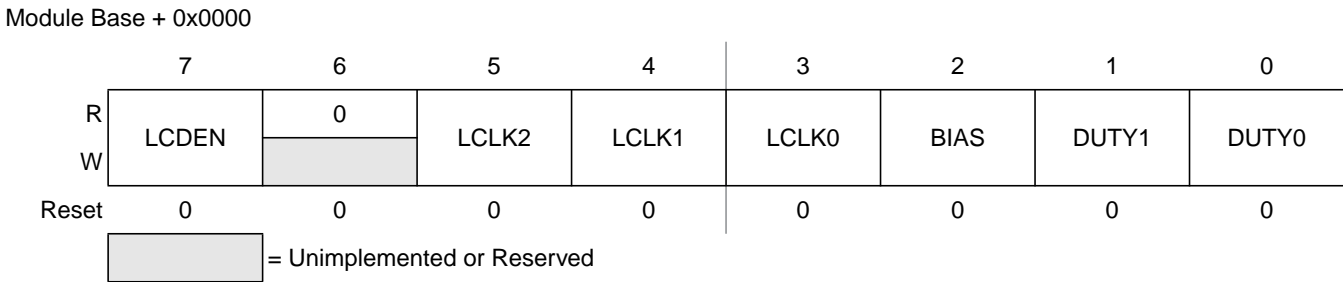 Module Base + 0x0000
7 6 5 4 3 2 1 0
R LCDEN 0 LCLK2 LCLK1 LCLK0 BIAS DUTY1 DUTY0
W
Reset 0 0 0 0 0 0 0 0
= Unimplemented or Reserved